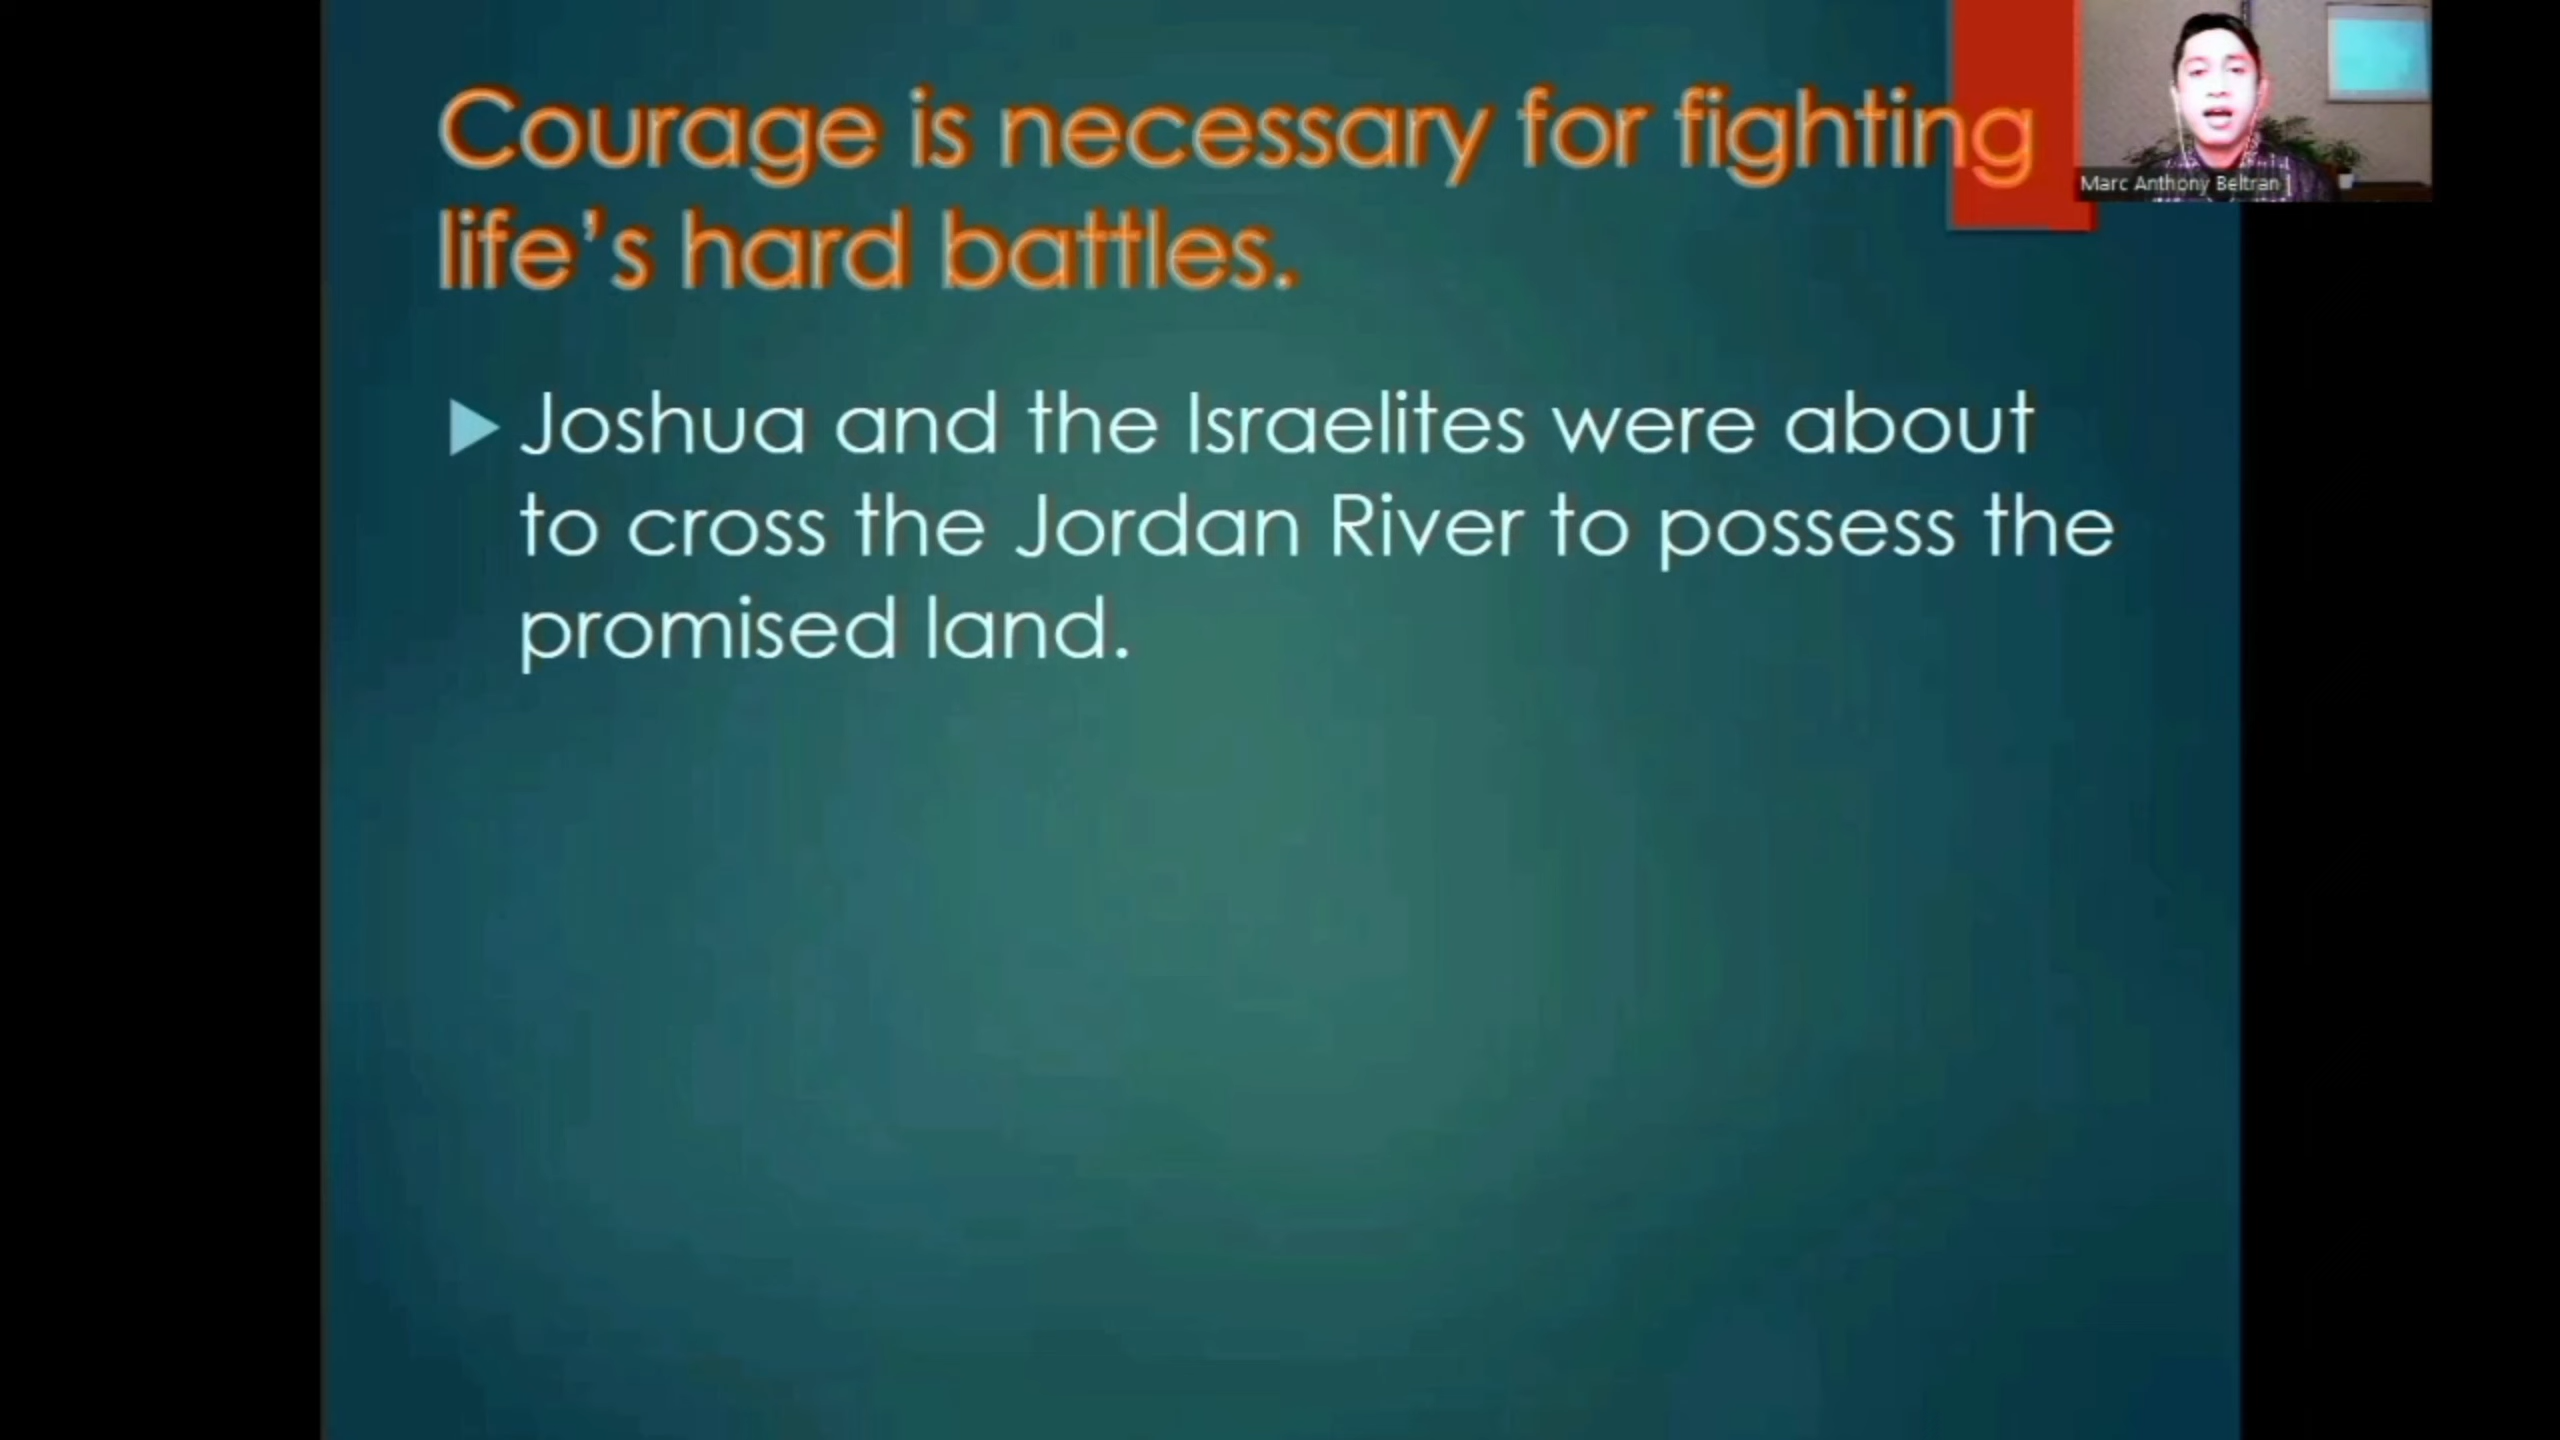 Courage is necessary for fighting
life’s hard battles.
Joshua and the Israelites were about
to cross the Jordan River to possess the
promised land.
Marc Anthony Beltran